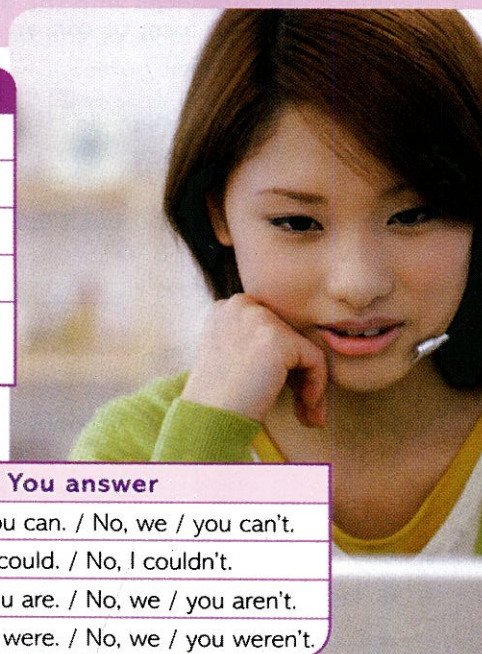 You answer
ou can. / No, we / you can't.
could. / No, I couldn't.
u are. / No, we / you aren't.
were. / No, we / you weren't.